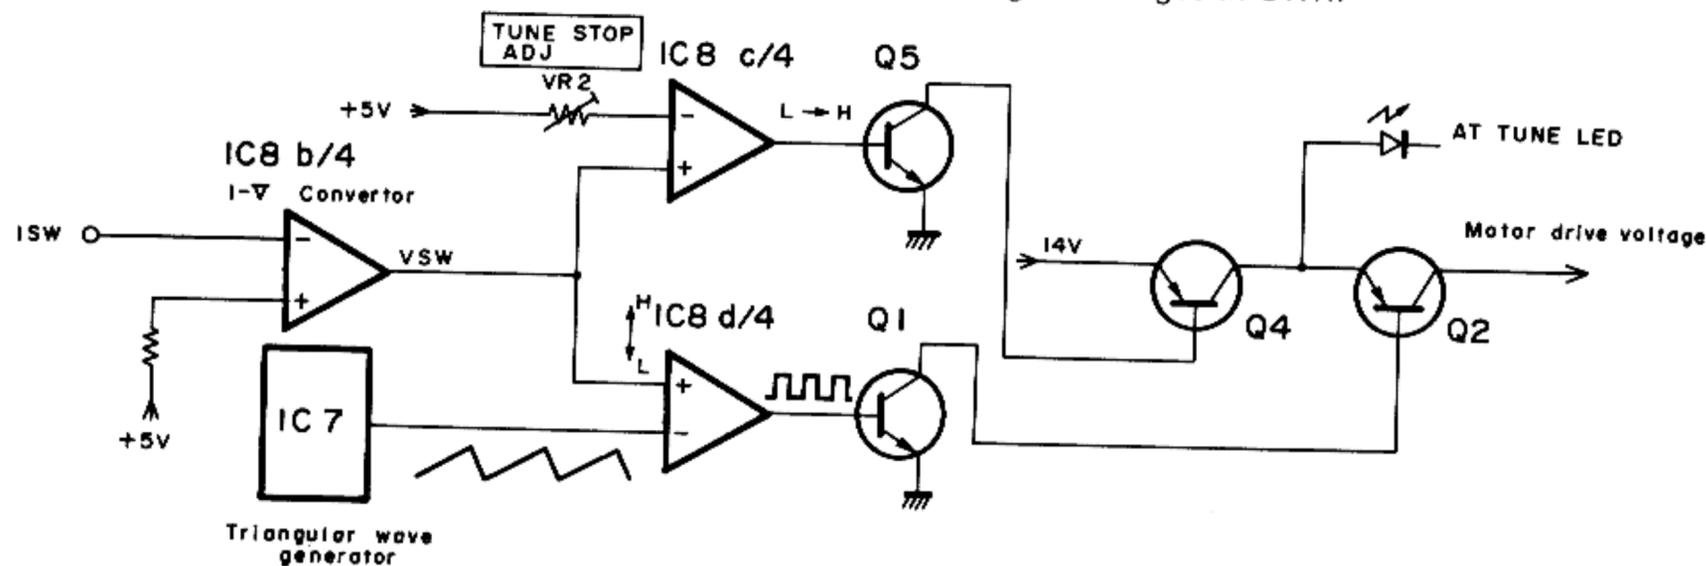 TUNE STOP
ADJ
VR2
+5V
IC8 c/4
L → H
Q5
AT TUNE LED
IC8 b/4
I-V Convertor
ISW
VSW
+5V
14V
Q4
Motor drive voltage
Q2
H
L
IC8 d/4
Q1
IC 7
Triangular wave
generator